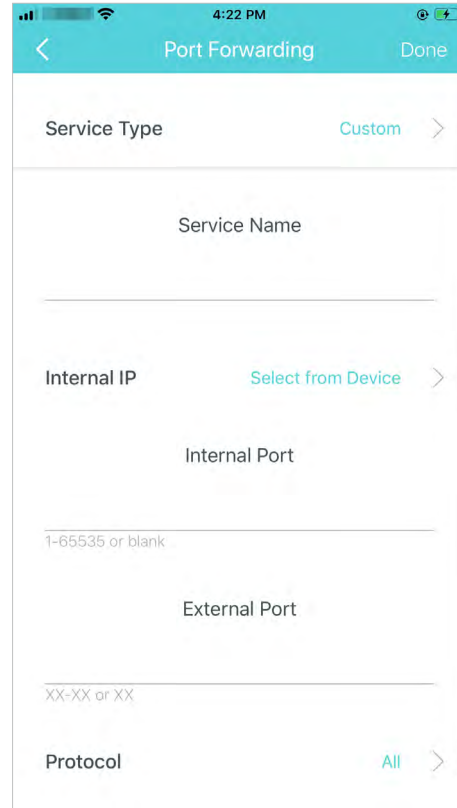 4:22 PM
Port Forwarding
Done
Service Type
Custom
Service Name
Internal IP
Select from Device
Internal Port
1-65535 or blank
External Port
XX-XX or XX
Protocol
All